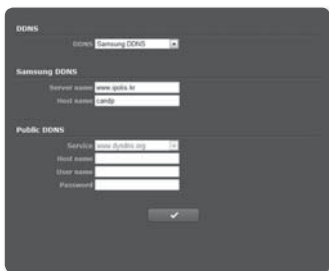 DDNS
DDNS Samsung DDNS
Samsung DDNS
Server name www.ipolis.kr
Host name candp
Public DDNS
Service www.dyndns.org
Host name
User name
Password